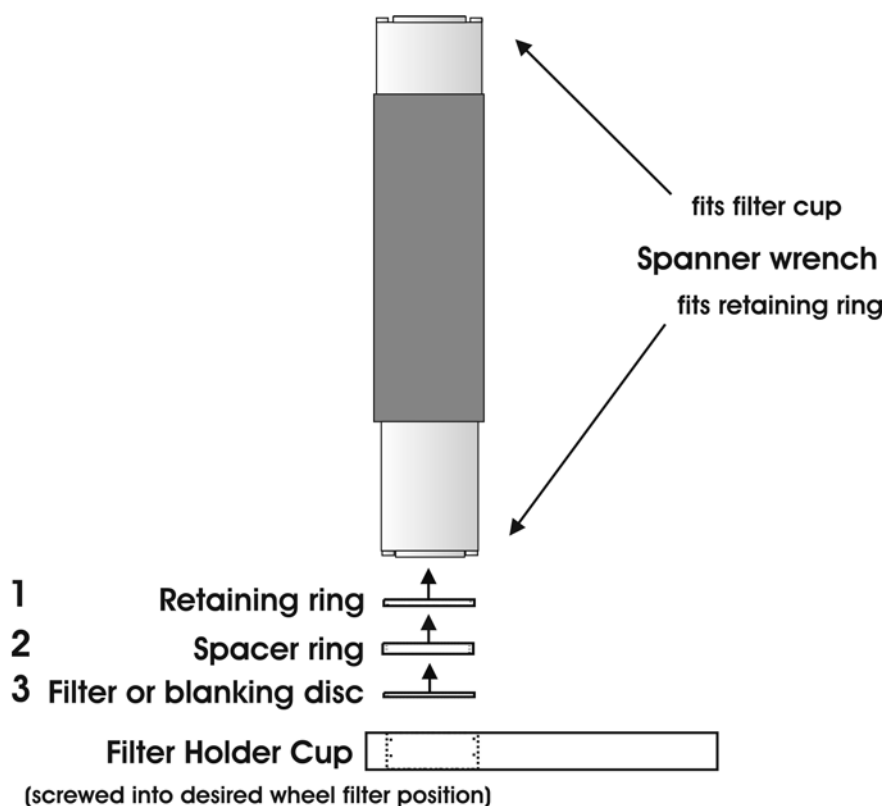 fits filter cup
Spanner wrench
fits retaining ring
1 Retaining ring
2 Spacer ring
3 Filter or blanking disc
Filter Holder Cup
(screwed into desired wheel filter position)